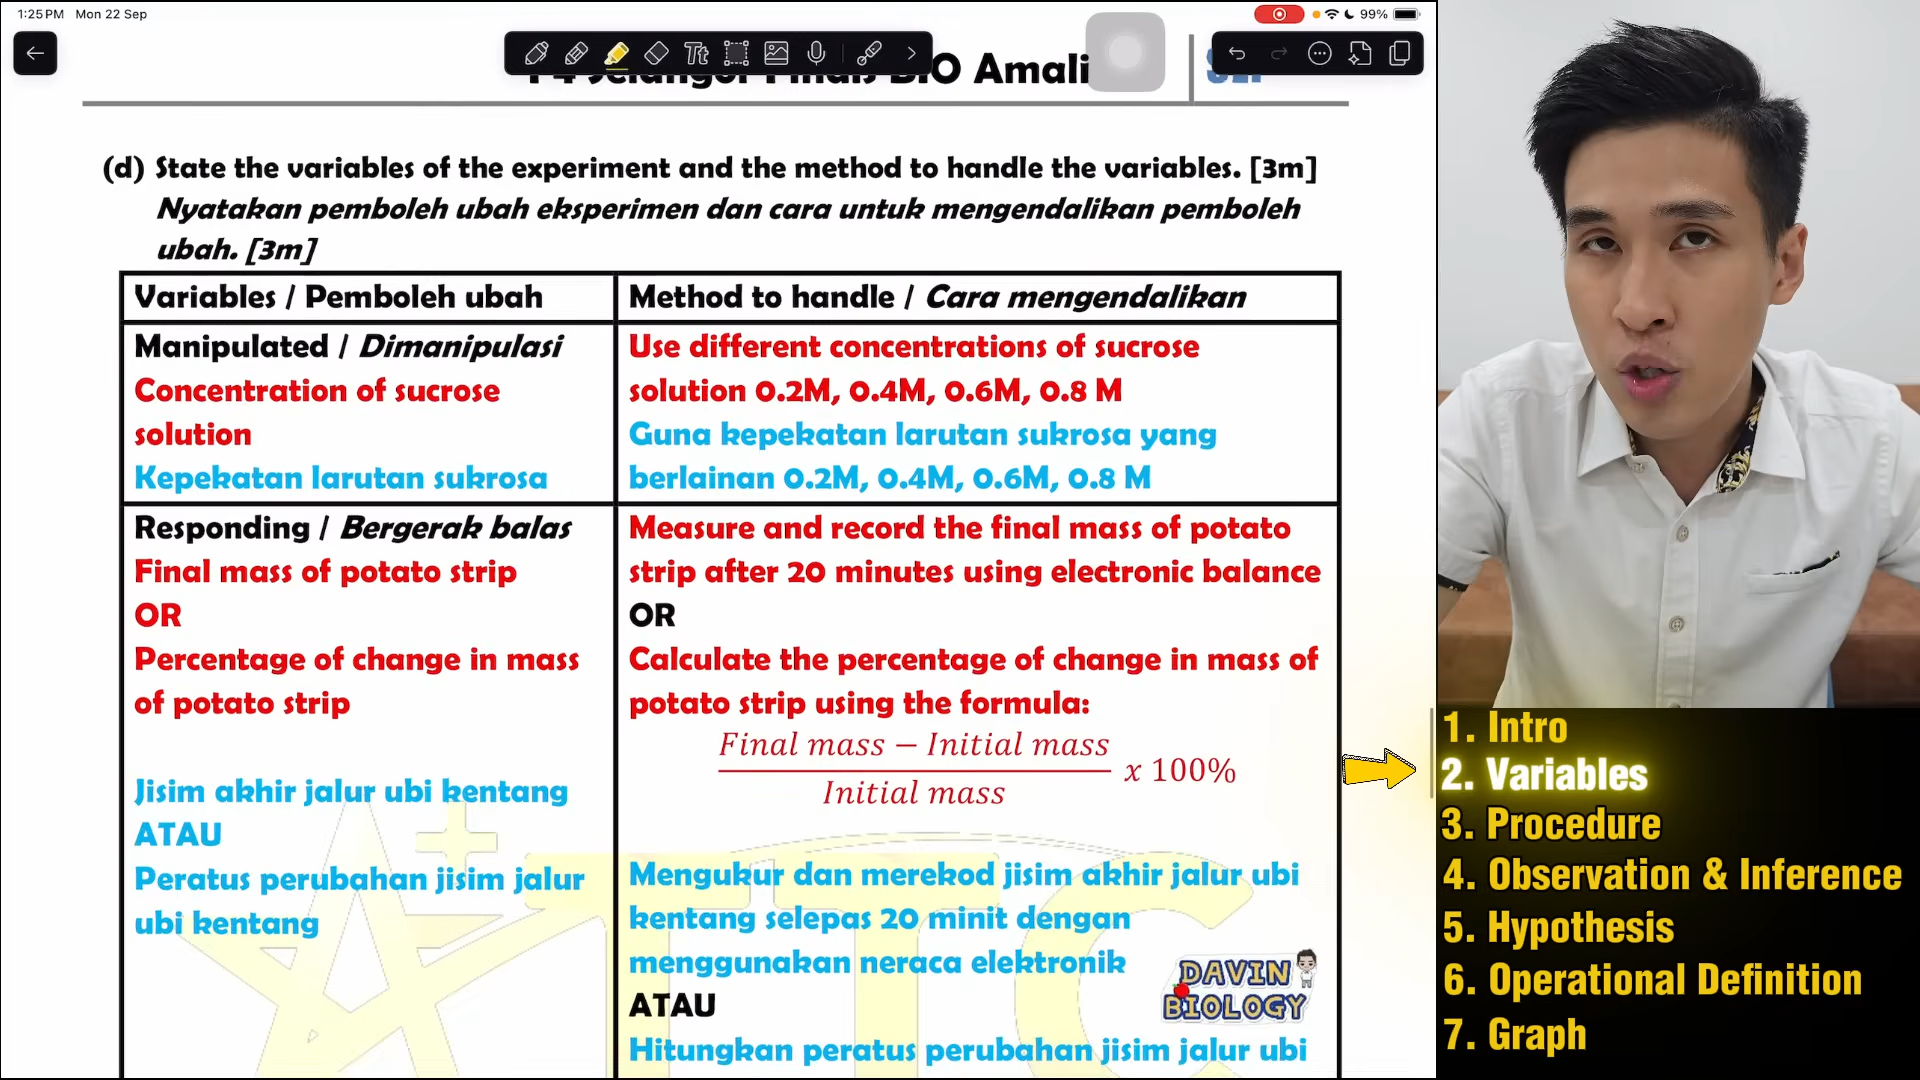 1:25 PM Mon 22 Sep
99%
Tt
F4 Selangor Finals BIO Amali
(d) State the variables of the experiment and the method to handle the variables. [3m]
Nyatakan pemboleh ubah eksperimen dan cara untuk mengendalikan pemboleh
ubah. [3m]
Variables / Pemboleh ubah
Method to handle / Cara mengendalikan
Manipulated / Dimanipulasi
Concentration of sucrose
solution
Kepekatan larutan sukrosa
Use different concentrations of sucrose
solution 0.2M, 0.4M, 0.6M, 0.8 M
Guna kepekatan larutan sukrosa yang
berlainan 0.2M, 0.4M, 0.6M, 0.8 M
Responding / Bergerak balas
Final mass of potato strip
OR
Percentage of change in mass
of potato strip
Jisim akhir jalur ubi kentang
ATAU
Peratus perubahan jisim jalur
ubi kentang
Measure and record the final mass of potato
strip after 20 minutes using electronic balance
OR
Calculate the percentage of change in mass of
potato strip using the formula:
Final mass – Initial mass
x 100%
Initial mass
Mengukur dan merekod jisim akhir jalur ubi
kentang selepas 20 minit dengan
menggunakan neraca elektronik
ATAU
Hitungkan peratus perubahan jisim jalur ubi
DAVIN
BIOLOGY
1. Intro
2. Variables
3. Procedure
4. Observation & Inference
5. Hypothesis
6. Operational Definition
7. Graph